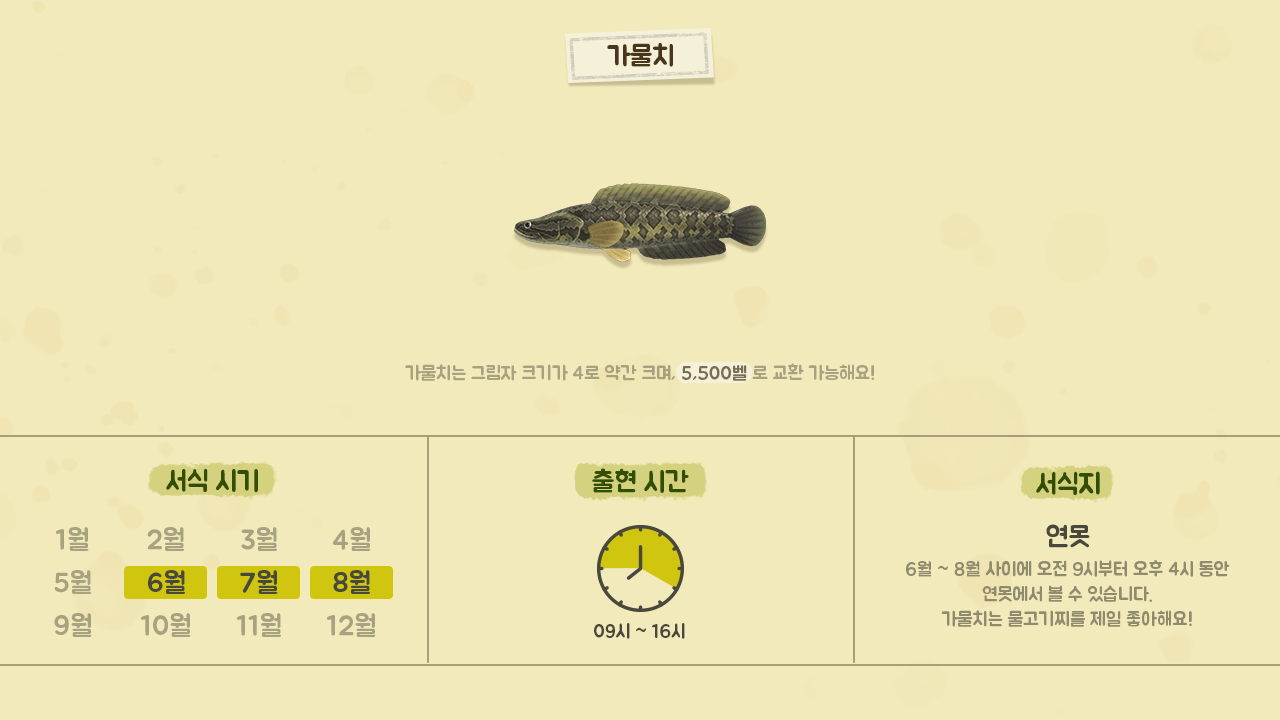 가물치
가물치는 그림자 크기가 4로 약간 크며, 5,500벨 로 교환 가능해요!
서식 시기
1월 2월 3월 4월
5월 6월 7월 8월
9월 10월 11월 12월
출현 시간
09시 ~ 16시
서식지
연못
6월 ~ 8월 사이에 오전 9시부터 오후 4시 동안
연못에서 볼 수 있습니다.
가물치는 물고기찌를 제일 좋아해요!